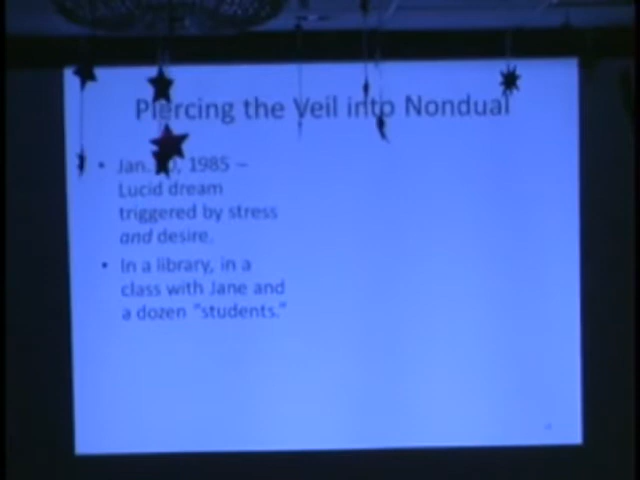 Piercing the Veil into Nondual
• Jan. , 1985 –
Lucid dream
triggered by stress
and desire.
• In a library, in a
class with Jane and
a dozen “students.”